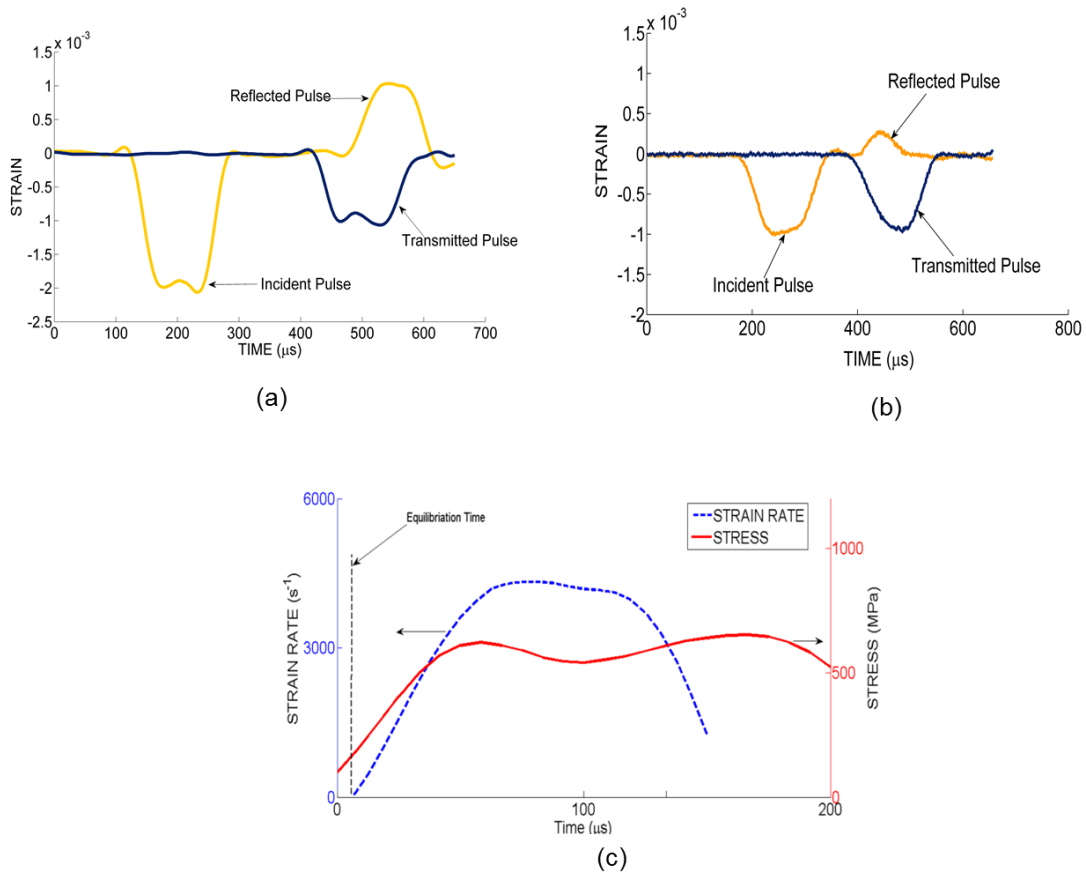 x 10⁻³
1.5
1
0.5
0
-0.5
-1
-1.5
-2
-2.5
STRAIN
Reflected Pulse
Transmitted Pulse
Incident Pulse
0 100 200 300 400 500 600 700
TIME (μs)
(a)
x 10⁻³
1.5
1
0.5
0
-0.5
-1
-1.5
-2
STRAIN
Reflected Pulse
Incident Pulse
Transmitted Pulse
0 200 400 600 800
TIME (μs)
(b)
6000
3000
0
STRAIN RATE (s⁻¹)
Equilibriation Time
STRAIN RATE
STRESS
1000
500
0
STRESS (MPa)
0 100 200
Time (μs)
(c)